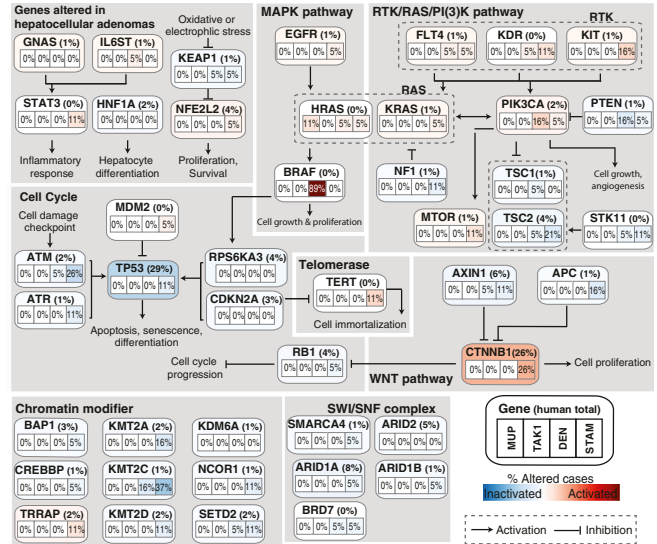 Genes altered in
hepatocellular adenomas
GNAS (1%)
0% 0% 0% 0%
IL6ST (1%)
0% 0% 5% 0%
STAT3 (0%)
0% 0% 0% 11%
HNF1A (2%)
0% 0% 0% 0%
Inflammatory
response
Hepatocyte
differentiation
Oxidative or
electrophlic stress
KEAP1 (1%)
0% 0% 5% 5%
NFE2L2 (4%)
0% 0% 0% 5%
Proliferation,
Survival
MAPK pathway
EGFR (1%)
0% 0% 0% 5%
RAS
HRAS (0%)
11% 0% 5% 5%
KRAS (1%)
0% 0% 0% 5%
BRAF (0%)
0% 0% 89% 0%
Cell growth & proliferation
RTK/RAS/PI(3)K pathway
RTK
FLT4 (1%)
0% 0% 5% 5%
KDR (0%)
0% 0% 5% 11%
KIT (1%)
0% 0% 0% 16%
PIK3CA (2%)
0% 0% 16% 5%
PTEN (1%)
0% 0% 16% 5%
NF1 (1%)
0% 0% 0% 11%
TSC1(1%)
0% 0% 5% 0%
Cell growth,
angiogenesis
MTOR (1%)
0% 0% 0% 11%
TSC2 (4%)
0% 0% 5% 21%
STK11 (0%)
0% 0% 5% 11%
Cell Cycle
Cell damage
checkpoint
MDM2 (0%)
0% 0% 0% 5%
ATM (2%)
0% 0% 5% 26%
TP53 (29%)
0% 0% 0% 11%
RPS6KA3 (4%)
0% 0% 0% 0%
ATR (1%)
0% 0% 0% 11%
CDKN2A (3%)
0% 0% 0% 0%
Apoptosis, senescence,
differentiation
Telomerase
TERT (0%)
0% 0% 0% 11%
Cell immortalization
Cell cycle
progression
RB1 (4%)
0% 0% 0% 5%
AXIN1 (6%)
0% 0% 5% 11%
APC (1%)
0% 0% 0% 16%
CTNNB1(26%)
0% 0% 0% 26%
Cell proliferation
WNT pathway
Chromatin modifier
BAP1 (3%)
0% 0% 0% 5%
KMT2A (2%)
0% 0% 0% 16%
KDM6A (1%)
0% 0% 0% 5%
CREBBP (1%)
0% 0% 0% 5%
KMT2C (1%)
0% 0% 16% 37%
NCOR1 (1%)
0% 0% 0% 11%
TRRAP (2%)
0% 0% 0% 11%
KMT2D (2%)
0% 0% 0% 11%
SETD2 (2%)
0% 0% 5% 11%
SWI/SNF complex
SMARCA4 (1%)
0% 0% 0% 5%
ARID2 (5%)
0% 0% 0% 0%
ARID1A (8%)
0% 0% 0% 5%
ARID1B (1%)
0% 0% 0% 5%
BRD7 (0%)
0% 0% 5% 5%
Gene (human total)
MUP
TAK1
DEN
STAM
% Altered cases
Inactivated
Activated
Activation
Inhibition